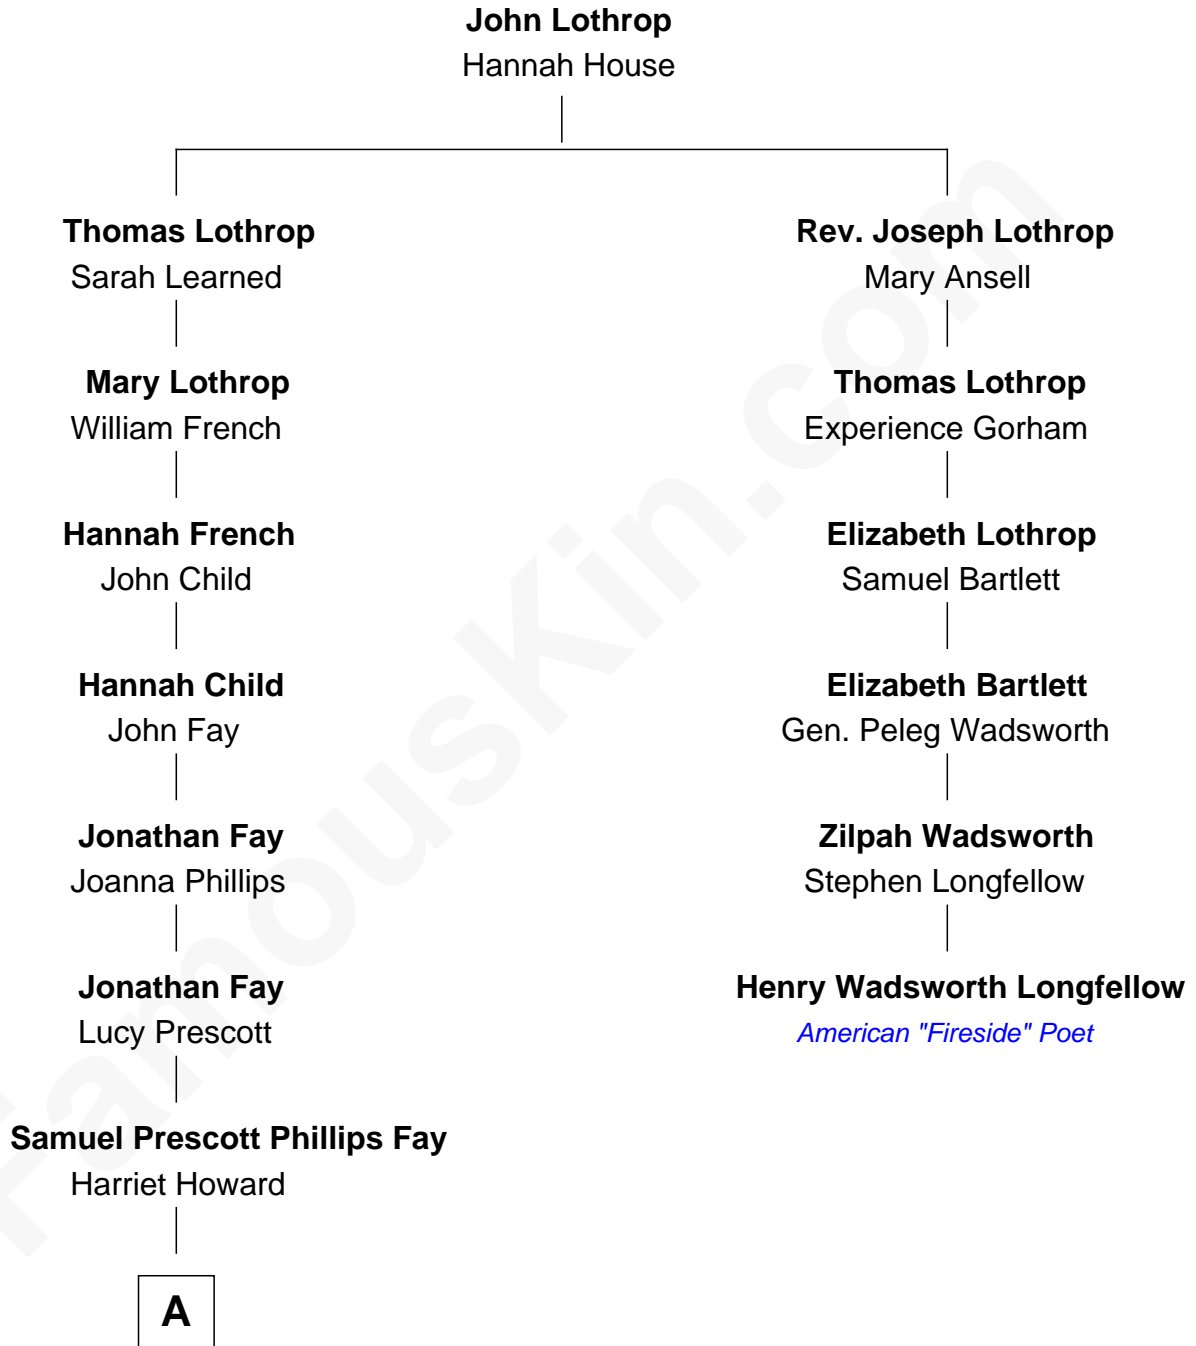 John Lothrop
Hannah House
Thomas Lothrop
Sarah Learned
Rev. Joseph Lothrop
Mary Ansell
Mary Lothrop
William French
Thomas Lothrop
Experience Gorham
Hannah French
John Child
Elizabeth Lothrop
Samuel Bartlett
Hannah Child
John Fay
Elizabeth Bartlett
Gen. Peleg Wadsworth
Jonathan Fay
Joanna Phillips
Zilpah Wadsworth
Stephen Longfellow
Jonathan Fay
Lucy Prescott
Henry Wadsworth Longfellow
American "Fireside" Poet
Samuel Prescott Phillips Fay
Harriet Howard
A
FamousKin.com